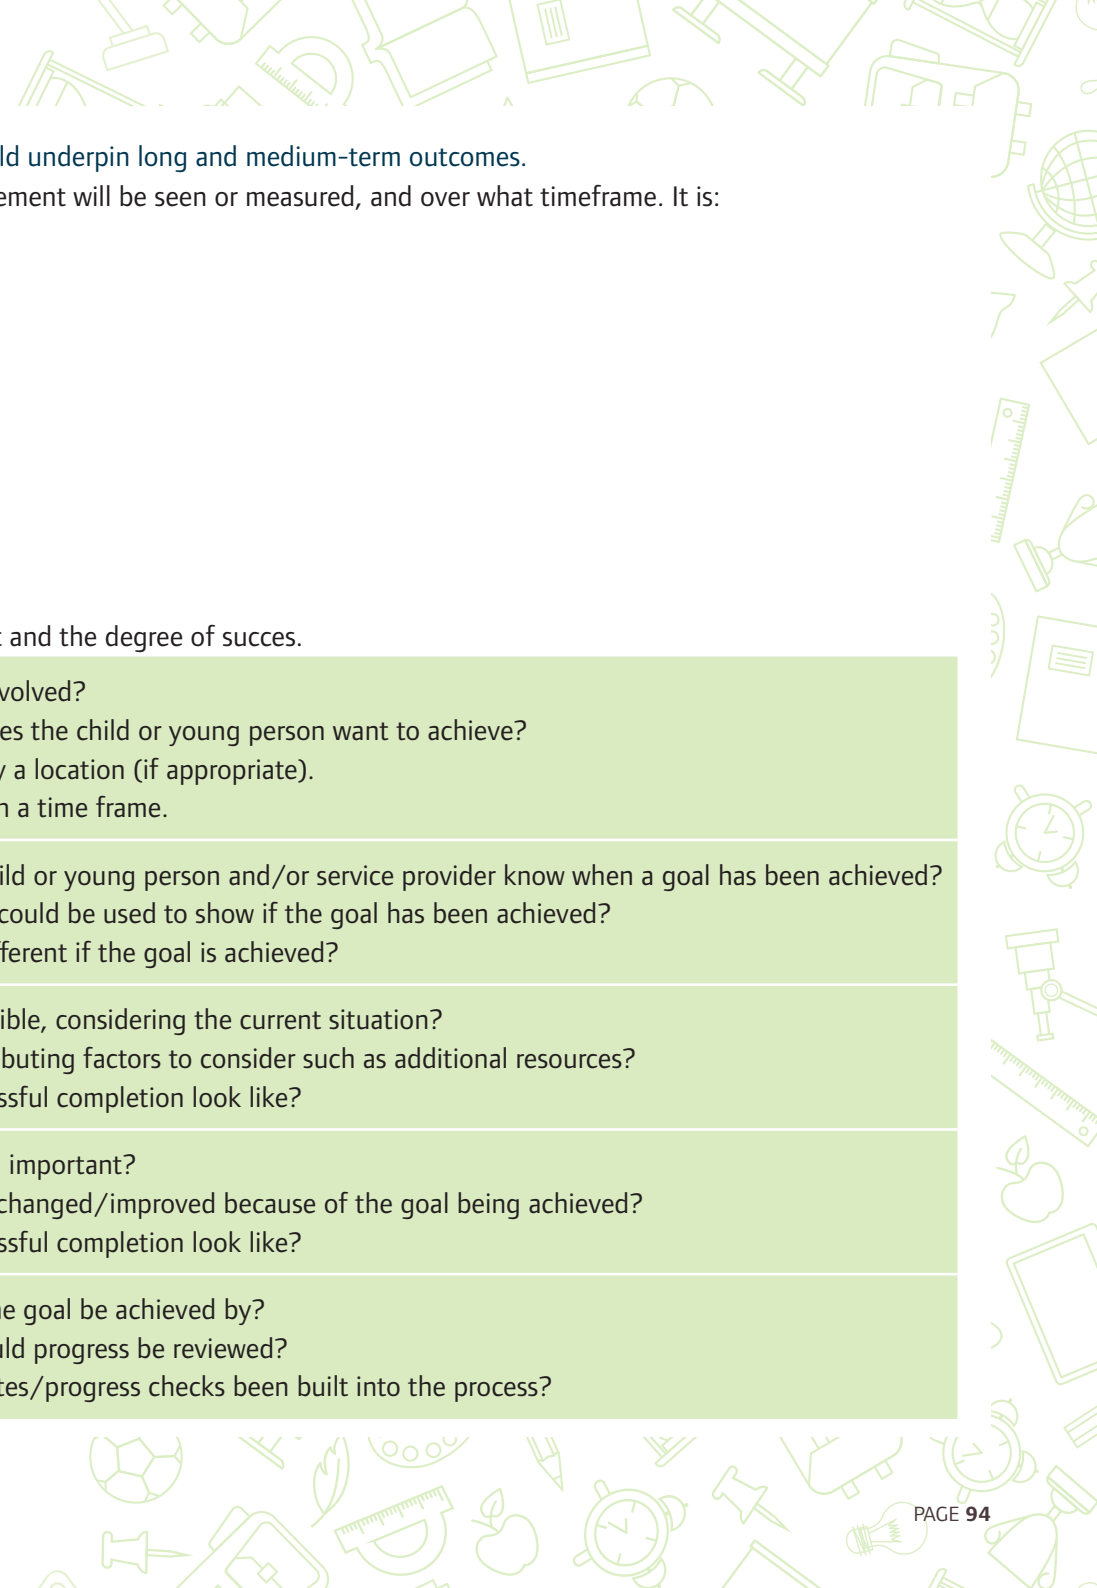 ld underpin long and medium-term outcomes.
ement will be seen or measured, and over what timeframe. It is:
t and the degree of succes.
volved?
es the child or young person want to achieve?
y a location (if appropriate).
n a time frame.
ild or young person and/or service provider know when a goal has been achieved?
could be used to show if the goal has been achieved?
fferent if the goal is achieved?
ible, considering the current situation?
buting factors to consider such as additional resources?
ssful completion look like?
important?
changed/improved because of the goal being achieved?
ssful completion look like?
ne goal be achieved by?
uld progress be reviewed?
tes/progress checks been built into the process?
PAGE 94